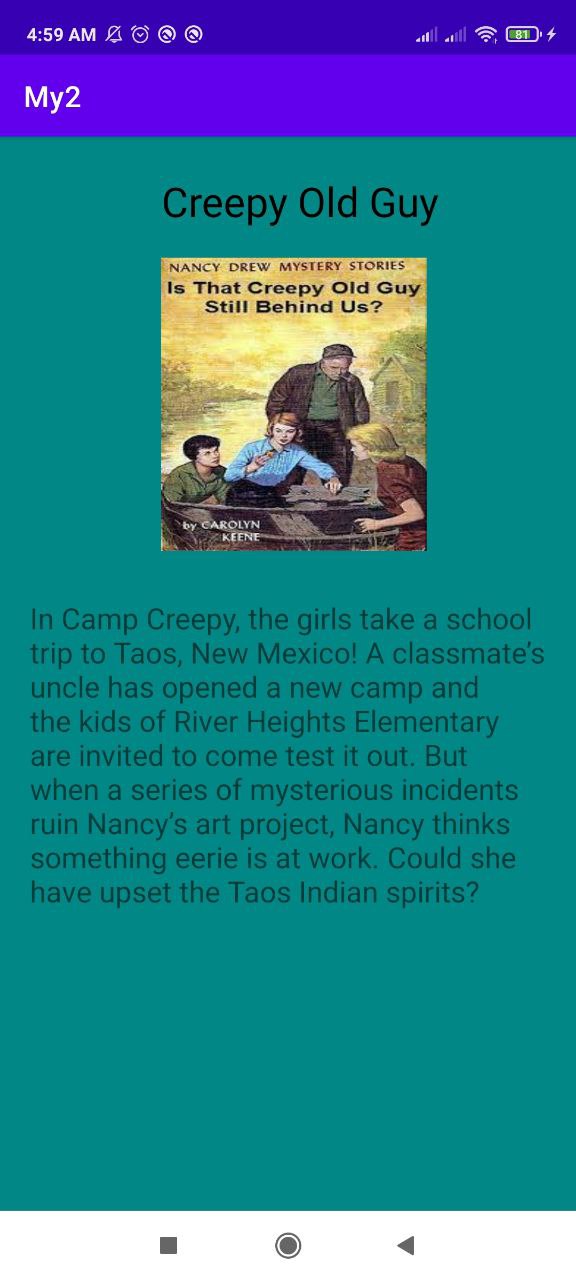 4:59 AM
81
My2
Creepy Old Guy
NANCY DREW MYSTERY STORIES
Is That Creepy Old Guy
Still Behind Us?
by CAROLYN
KEENE
In Camp Creepy, the girls take a school
trip to Taos, New Mexico! A classmate's
uncle has opened a new camp and
the kids of River Heights Elementary
are invited to come test it out. But
when a series of mysterious incidents
ruin Nancy's art project, Nancy thinks
something eerie is at work. Could she
have upset the Taos Indian spirits?